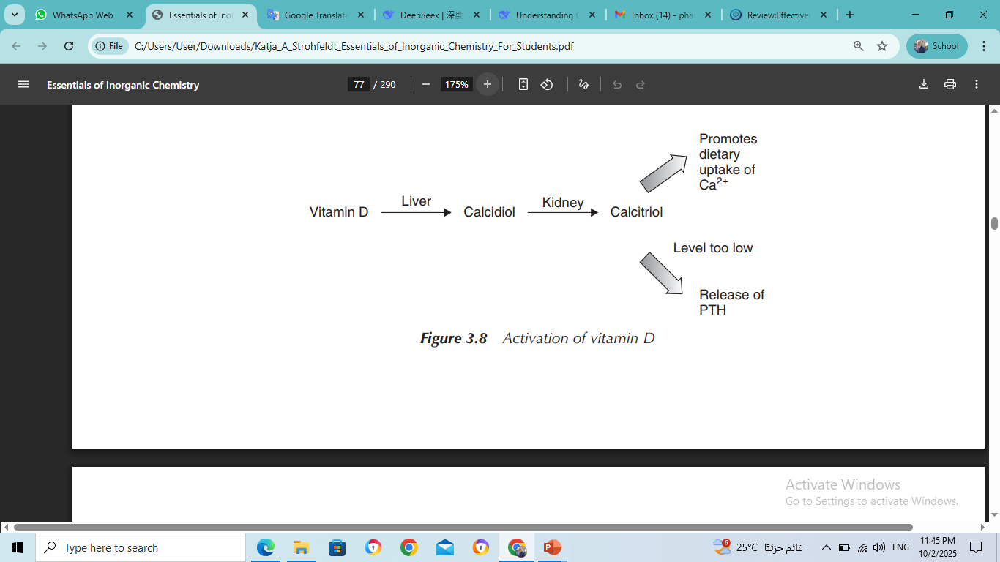 WhatsApp Web
Essentials of Ino
Google Translate
DeepSeek | 深度
Understanding
Inbox (14) - pha
Review:Effective
File
C:/Users/User/Downloads/Katja_A_Strohfeldt_Essentials_of_Inorganic_Chemistry_For_Students.pdf
School
Essentials of Inorganic Chemistry
77 / 290
175%
Promotes
dietary
uptake of
Ca²⁺
Liver
Kidney
Vitamin D
Calcidiol
Calcitriol
Level too low
Release of
PTH
Figure 3.8 Activation of vitamin D
Activate Windows
Go to Settings to activate Windows.
Type here to search
6
25°C
غائم جزئيًا
ENG
11:45 PM
10/2/2025